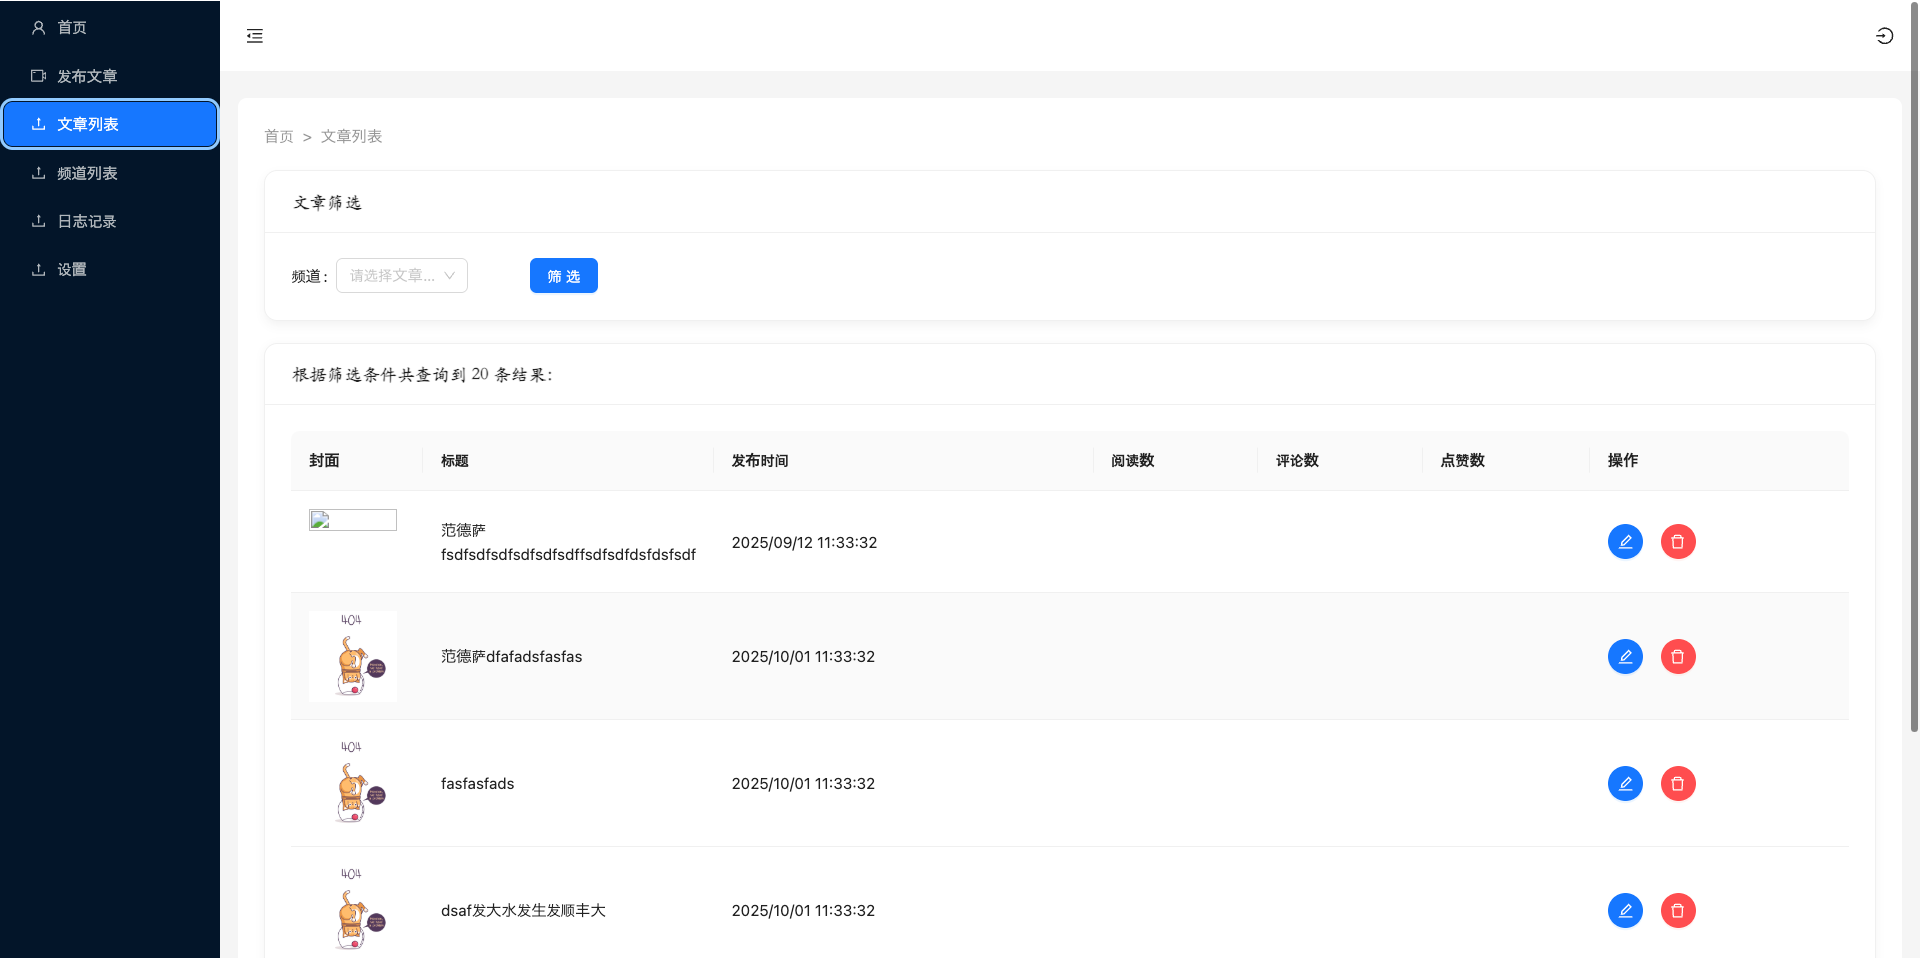 首页
发布文章
文章列表
频道列表
日志记录
设置
首页 > 文章列表
文章筛选
频道： 请选择文章... 筛 选
根据筛选条件共查询到 20 条结果：
封面 标题 发布时间 阅读数 评论数 点赞数 操作
范德萨
fsdfsdfsdfsdfsdfsdffsdfsdfdsfdsfsdf
2025/09/12 11:33:32
404
范德萨dfafadsfasfas 2025/10/01 11:33:32
404
fasfasfads 2025/10/01 11:33:32
404
dsaf发大水发生发顺丰大 2025/10/01 11:33:32